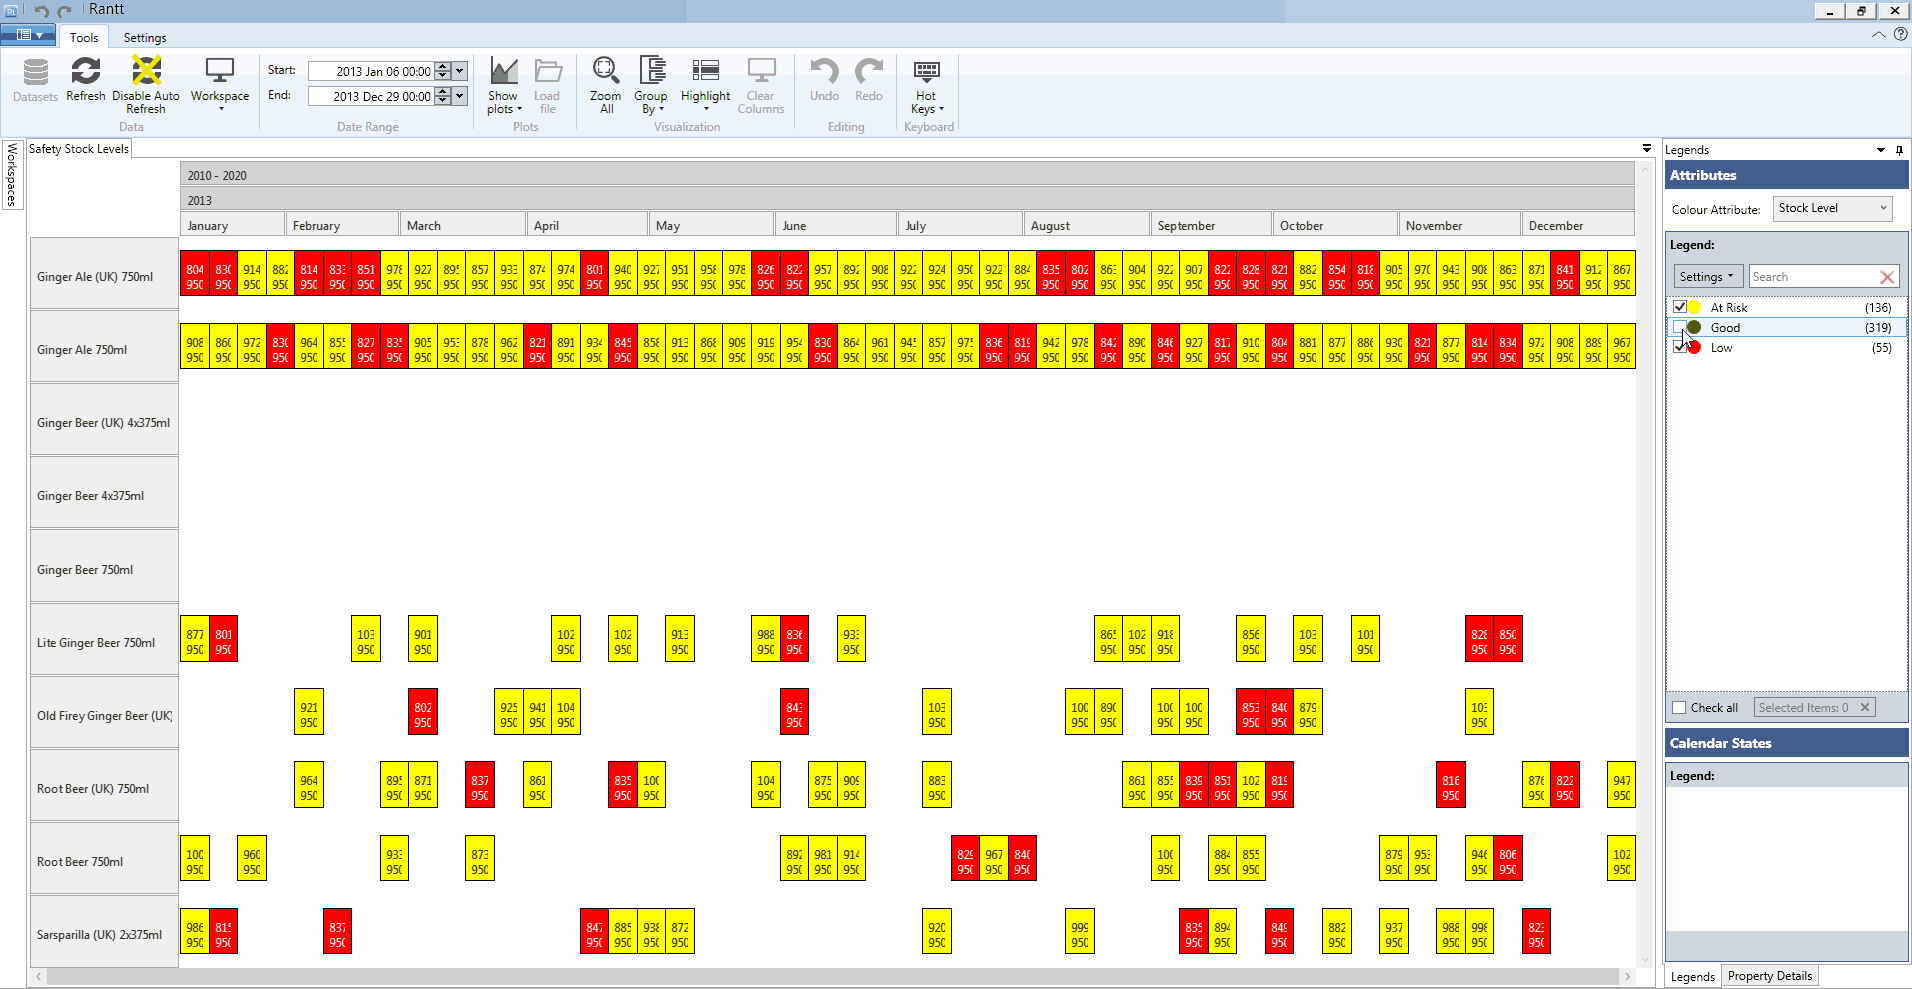 Rt Rantt
Tools Settings
Datasets Refresh Disable Auto Refresh Workspace
Start: 2013 Jan 06 00:00
End: 2013 Dec 29 00:00
Show plots Load file Zoom All Group By Highlight Clear Columns Undo Redo Hot Keys
Data Date Range Plots Visualization Editing Keyboard
Workspaces
Safety Stock Levels
2010 - 2020
2013
January February March April May June July August September October November December
Ginger Ale (UK) 750ml
804 830 914 882 814 833 851 978 927 895 857 933 874 974 801 940 927 951 958 978 826 822 957 892 908 922 924 950 922 884 835 802 863 904 922 907 822 828 821 882 854 818 905 970 943 908 863 871 841 912 867
950 950 950 950 950 950 950 950 950 950 950 950 950 950 950 950 950 950 950 950 950 950 950 950 950 950 950 950 950 950 950 950 950 950 950 950 950 950 950 950 950 950 950 950 950 950 950 950 950 950 950
Ginger Ale 750ml
908 860 972 830 964 855 827 835 905 953 878 962 821 891 934 845 858 913 868 909 919 954 830 864 961 945 857 975 836 819 942 978 842 890 846 927 817 910 804 881 877 886 930 821 877 814 834 972 908 889 967
950 950 950 950 950 950 950 950 950 950 950 950 950 950 950 950 950 950 950 950 950 950 950 950 950 950 950 950 950 950 950 950 950 950 950 950 950 950 950 950 950 950 950 950 950 950 950 950 950 950 950
Ginger Beer (UK) 4x375ml
Ginger Beer 4x375ml
Ginger Beer 750ml
Lite Ginger Beer 750ml
877 801 103 901 102 102 913 988 836 933 865 102 918 856 103 101 828 850
950 950 950 950 950 950 950 950 950 950 950 950 950 950 950 950 950 950
Old Firey Ginger Beer (UK)
921 802 925 941 104 843 103 100 890 100 100 853 840 879 103
950 950 950 950 950 950 950 950 950 950 950 950 950 950 950
Root Beer (UK) 750ml
964 895 871 837 861 835 100 104 875 909 883 861 855 839 851 102 819 816 876 822 947
950 950 950 950 950 950 950 950 950 950 950 950 950 950 950 950 950 950 950 950 950
Root Beer 750ml
100 960 933 873 892 981 914 829 967 840 100 884 855 879 953 946 806 102
950 950 950 950 950 950 950 950 950 950 950 950 950 950 950 950 950 950
Sarsparilla (UK) 2x375ml
986 815 837 847 885 938 872 920 999 835 894 849 882 937 988 998 823
950 950 950 950 950 950 950 950 950 950 950 950 950 950 950 950 950
Legends
Attributes
Colour Attribute: Stock Level
Legend:
Settings Search
At Risk (136)
Good (319)
Low (55)
Check all Selected Items: 0
Calendar States
Legend:
Legends Property Details